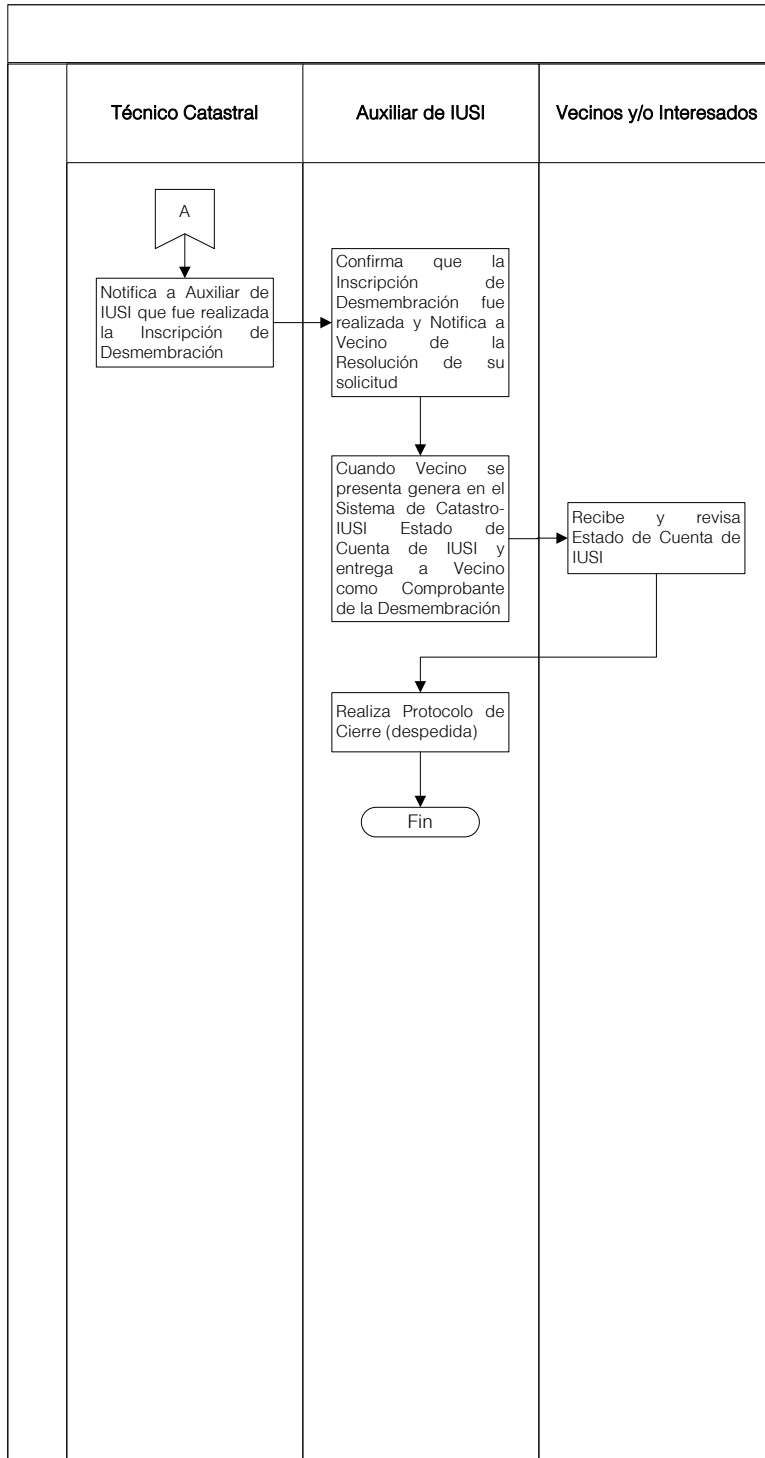 Técnico Catastral
Auxiliar de IUSI
Vecinos y/o Interesados
A
Notifica a Auxiliar de
IUSI que fue realizada
la Inscripción de
Desmembración
Confirma que la
Inscripción de
Desmembración fue
realizada y Notifica a
Vecino de la
Resolución de su
solicitud
Cuando Vecino se
presenta genera en el
Sistema de Catastro-
IUSI Estado de
Cuenta de IUSI y
entrega a Vecino
como Comprobante
de la Desmembración
Recibe y revisa
Estado de Cuenta de
IUSI
Realiza Protocolo de
Cierre (despedida)
Fin